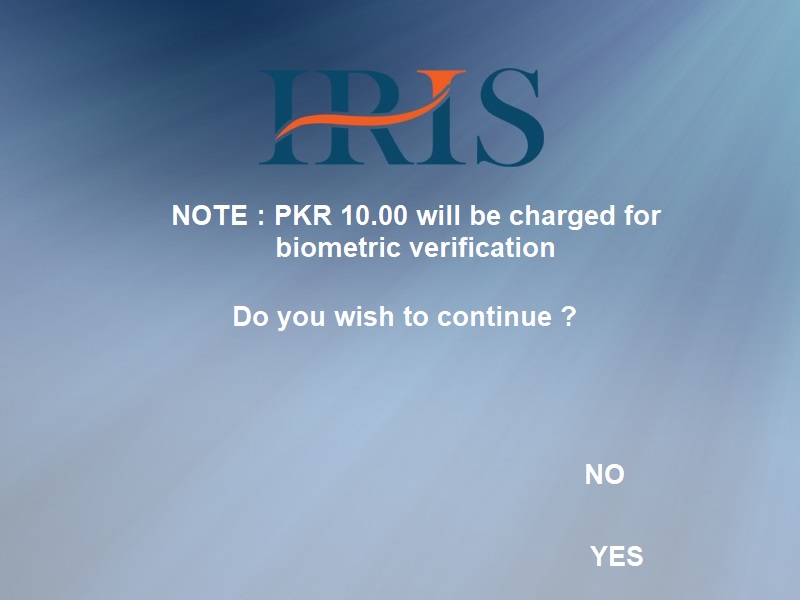 IRIS
NOTE : PKR 10.00 will be charged for
biometric verification
Do you wish to continue ?
NO
YES